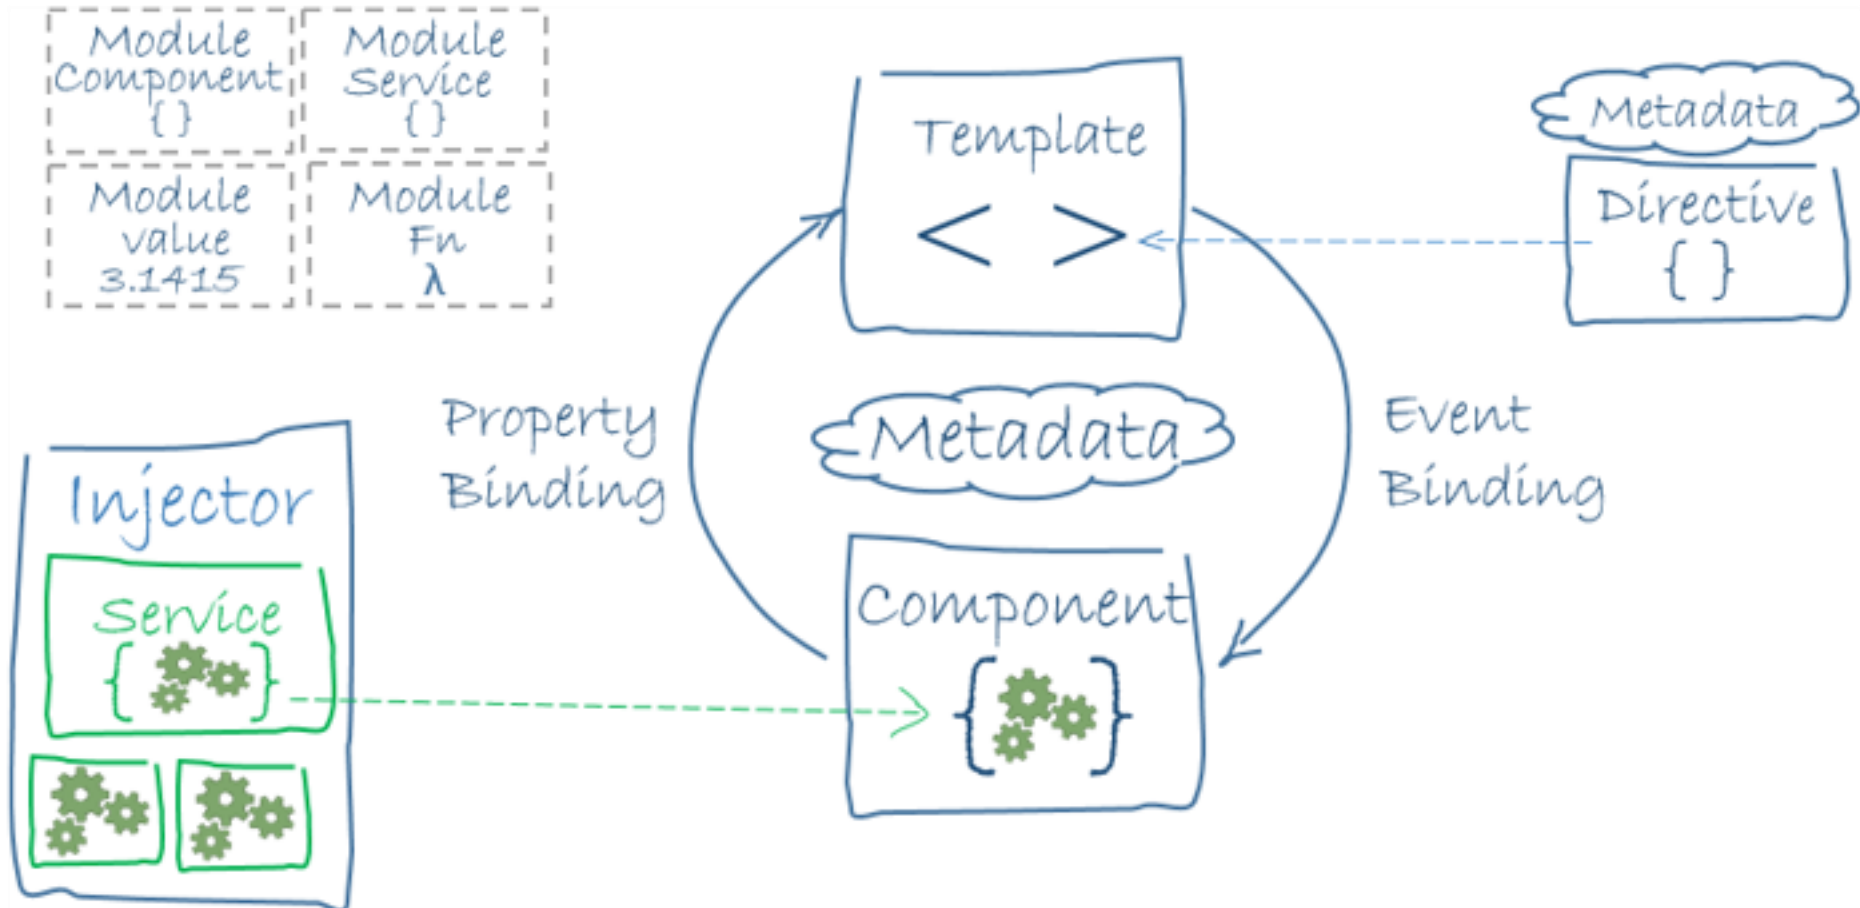 Module
Component
{ }
Module
Service
{ }
Module
value
3.1415
Module
Fn
λ
Template
< >
Metadata
Directive
{ }
Property
Binding
Metadata
Event
Binding
Injector
Service
{ }
Component
{ }